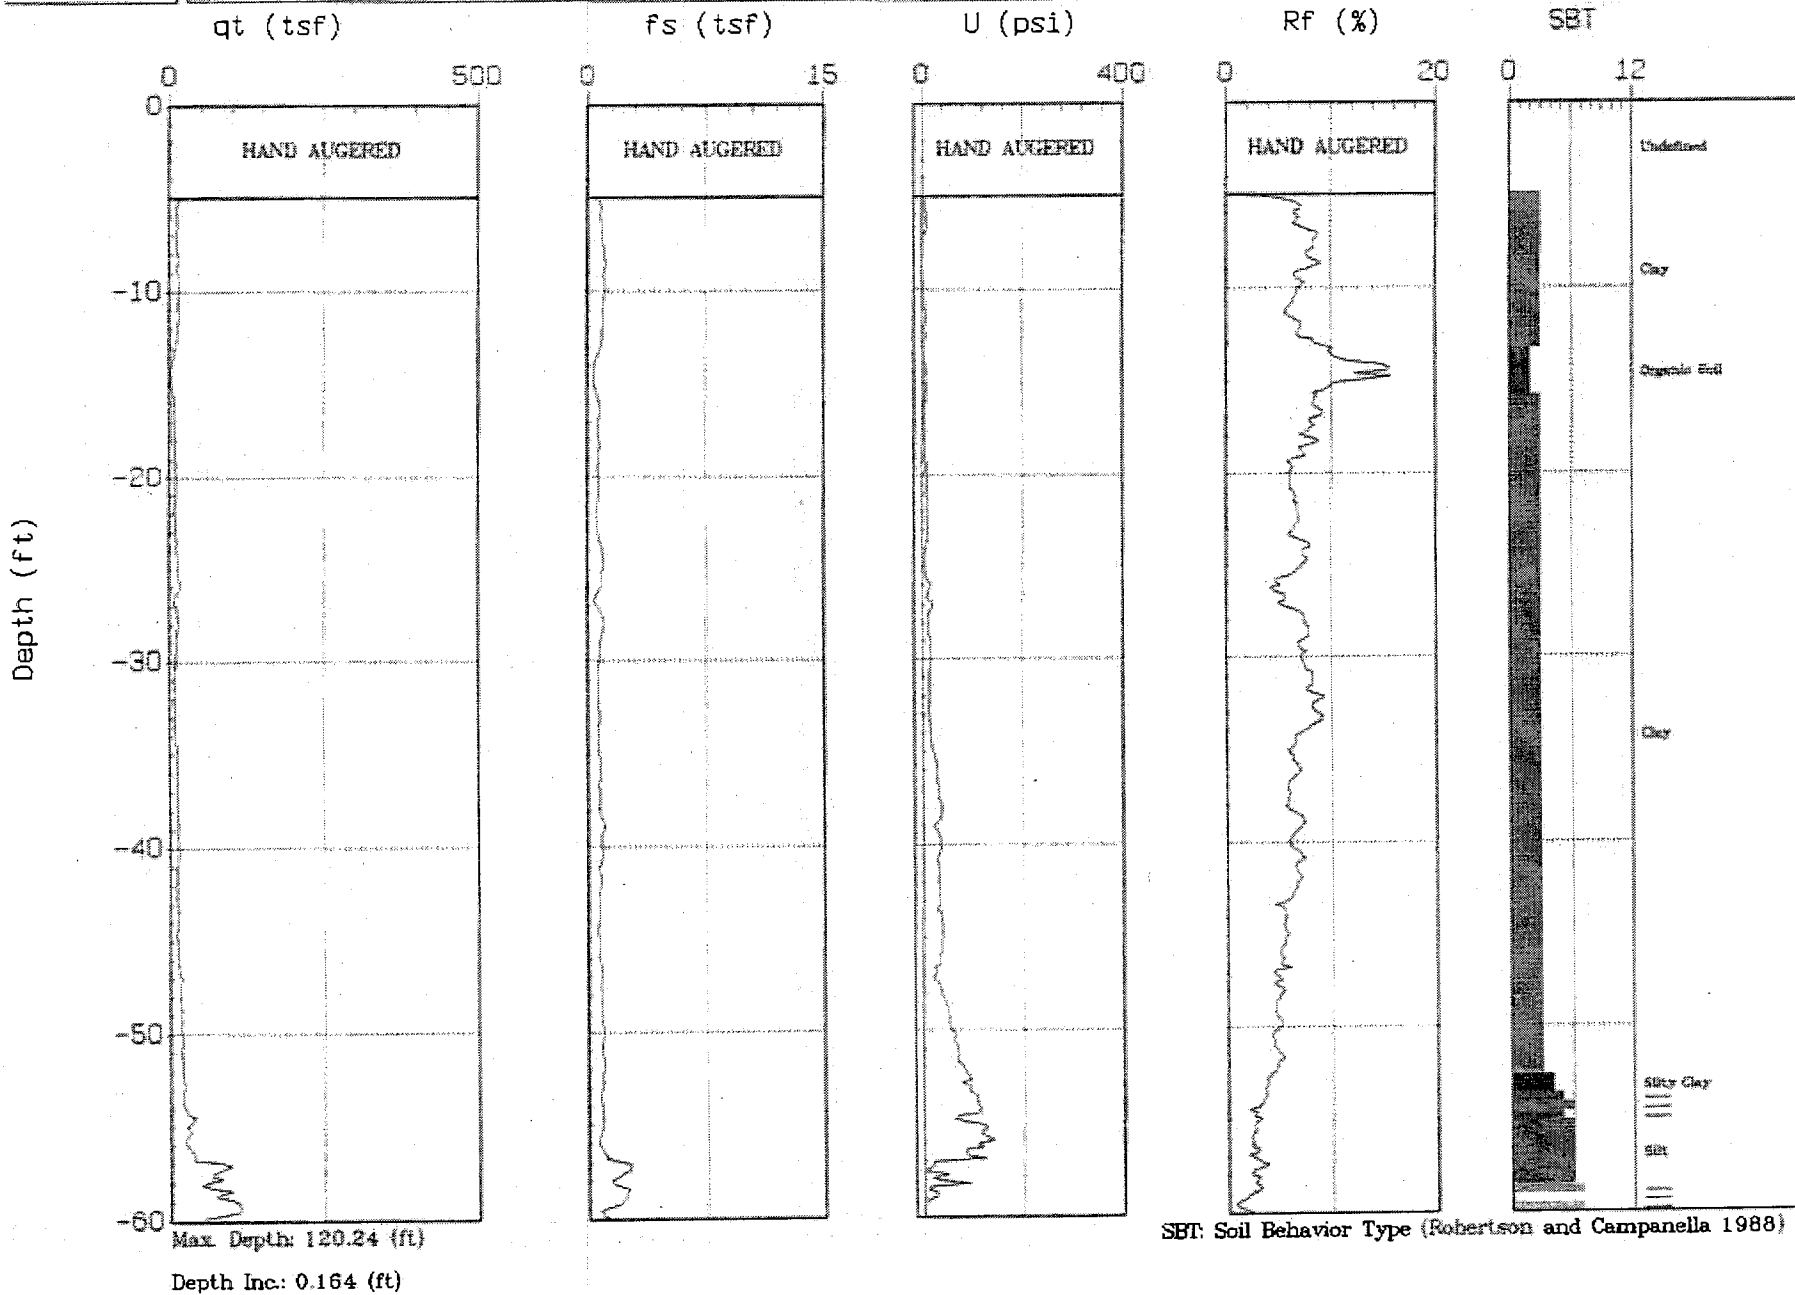 qt (tsf)
fs (tsf)
U (psi)
Rf (%)
SBT
0 500
0 15
0 400
0 20
0 12
0
HAND AUGERED
HAND AUGERED
HAND AUGERED
HAND AUGERED
Undefined
-10
Clay
Organic Soil
-20
Depth (ft)
-30
Clay
-40
-50
Silty Clay
Silt
-60
Max. Depth: 120.24 (ft)
SBT: Soil Behavior Type (Robertson and Campanella 1988)
Depth Inc.: 0.164 (ft)